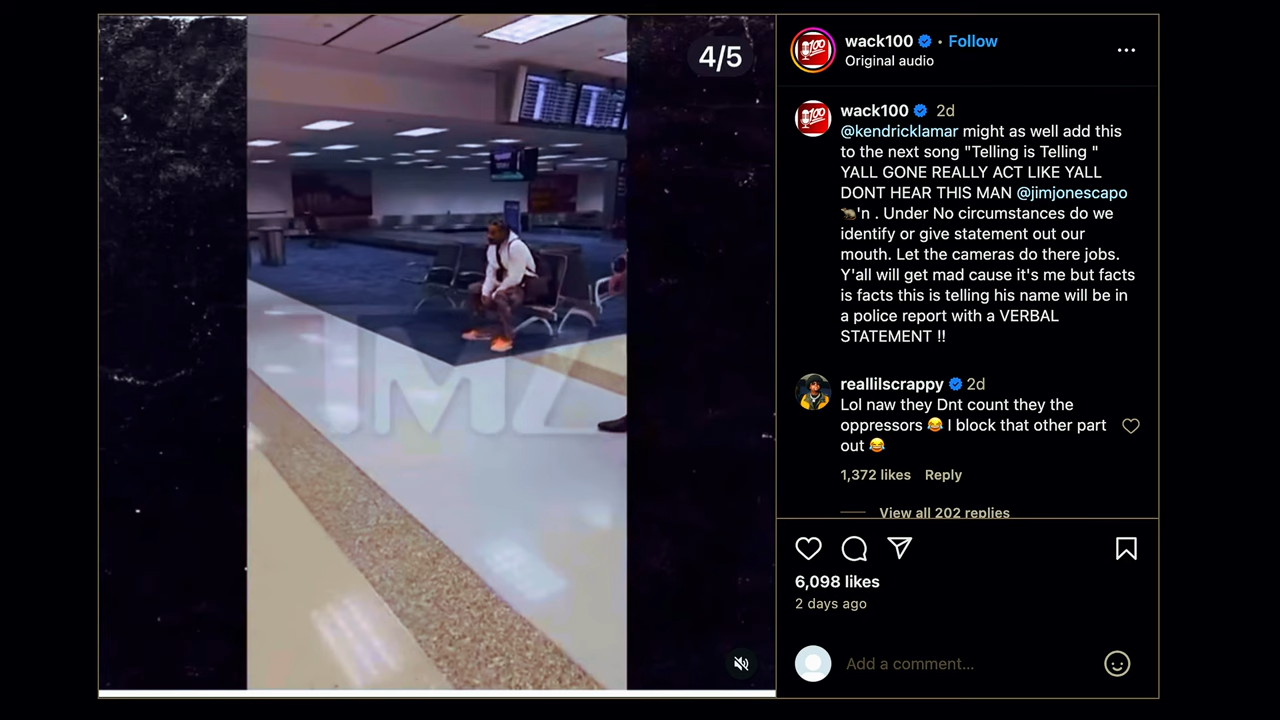 4/5
TMZ
wack100 • Follow
Original audio
wack100 2d
@kendricklamar might as well add this
to the next song "Telling is Telling "
YALL GONE REALLY ACT LIKE YALL
DONT HEAR THIS MAN @jimjonescapo
🐀'n . Under No circumstances do we
identify or give statement out our
mouth. Let the cameras do there jobs.
Y'all will get mad cause it's me but facts
is facts this is telling his name will be in
a police report with a VERBAL
STATEMENT !!
reallilscrappy 2d
Lol naw they Dnt count they the
oppressors 😂 I block that other part
out 😂
1,372 likes Reply
View all 202 replies
6,098 likes
2 days ago
Add a comment...